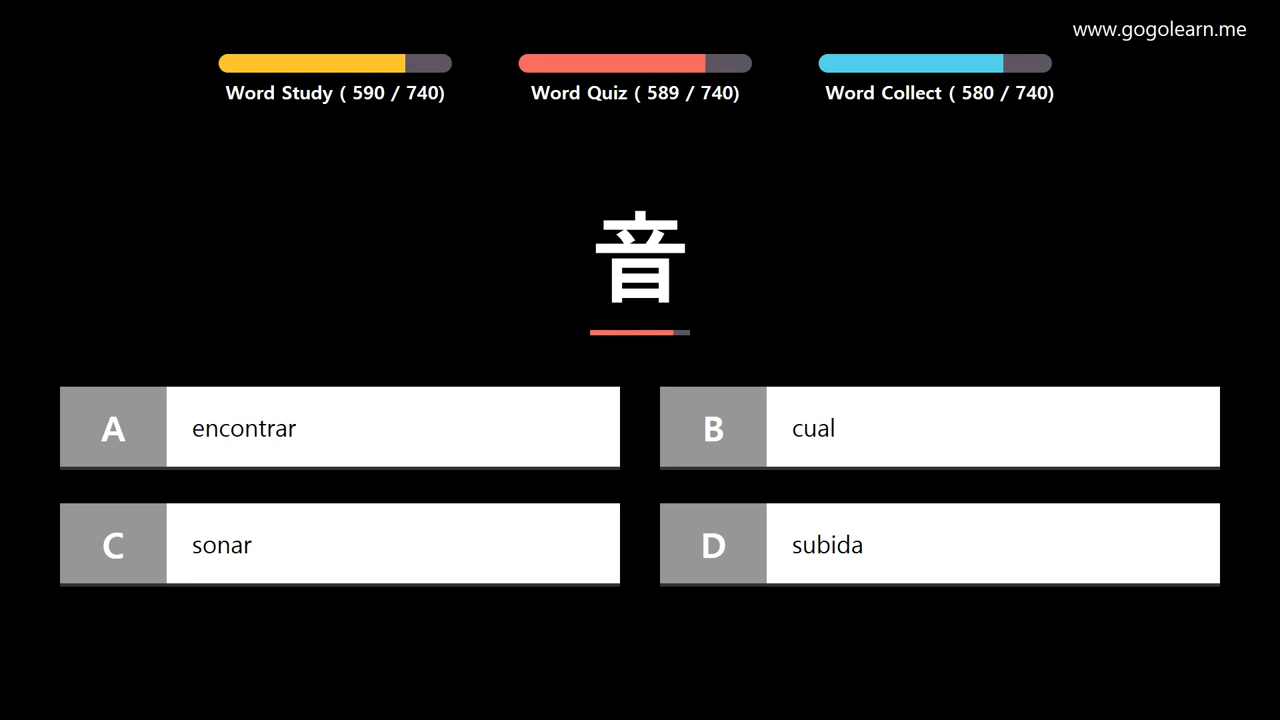 www.gogolearn.me
Word Study ( 590 / 740)
Word Quiz ( 589 / 740)
Word Collect ( 580 / 740)
音
A encontrar
B cual
C sonar
D subida